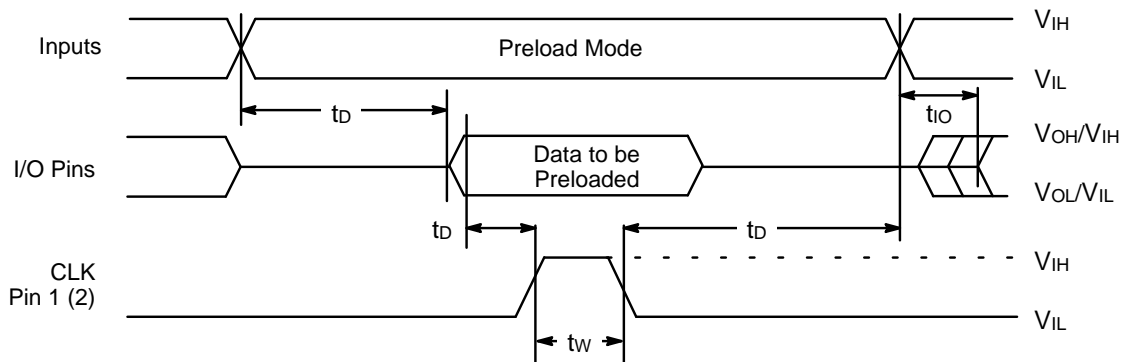 VIH
Inputs
Preload Mode
VIL
tD
tIO
VOH/VIH
I/O Pins
Data to be
Preloaded
VOL/VIL
tD
tD
VIH
CLK
Pin 1 (2)
VIL
tW